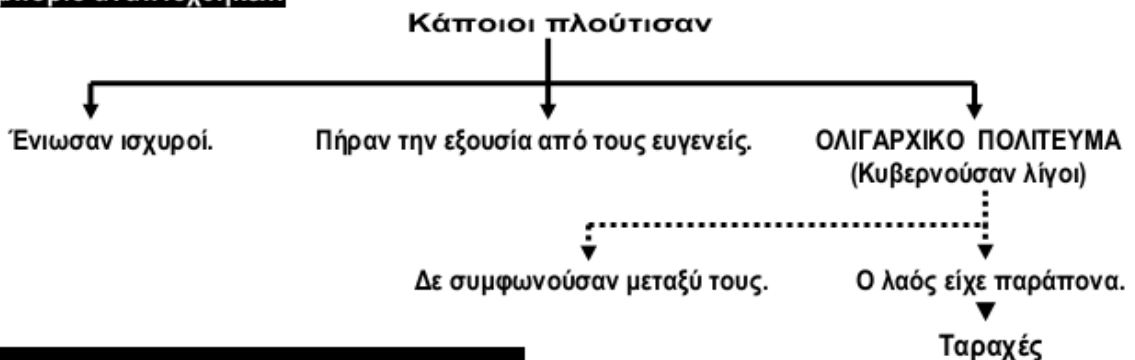 Κάποιοι πλούτισαν
Ένιωσαν ισχυροί.
Πήραν την εξουσία από τους ευγενείς.
ΟΛΙΓΑΡΧΙΚΟ ΠΟΛΙΤΕΥΜΑ
(Κυβερνούσαν λίγοι)
Δε συμφωνούσαν μεταξύ τους.
Ο λαός είχε παράπονα.
Ταραχές